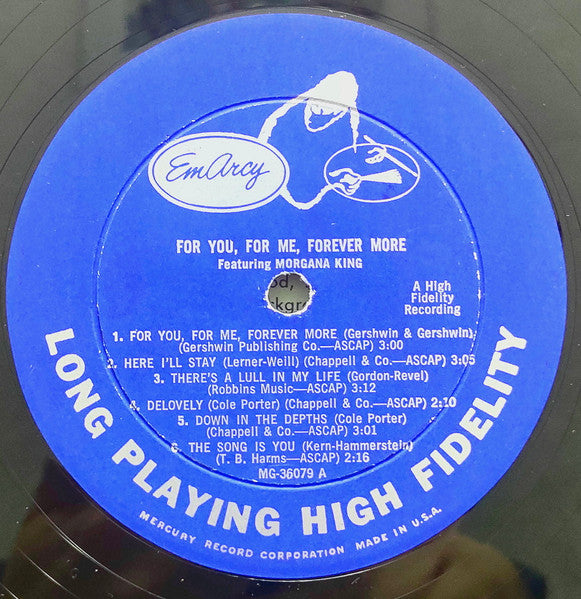 EmArcy
FOR YOU, FOR ME, FOREVER MORE
Featuring MORGANA KING
A High
Fidelity
Recording
1. FOR YOU, FOR ME, FOREVER MORE (Gershwin & Gershwin)
(Gershwin Publishing Co.—ASCAP) 3:00
2. HERE I'LL STAY (Lerner-Weill) (Chappell & Co.—ASCAP) 3:05
3. THERE'S A LULL IN MY LIFE (Gordon-Revel)
(Robbins Music—ASCAP) 3:12
4. DELOVELY (Cole Porter) (Chappell & Co.—ASCAP) 2:10
5. DOWN IN THE DEPTHS (Cole Porter)
(Chappell & Co.—ASCAP) 3:01
6. THE SONG IS YOU (Kern-Hammerstein)
(T. B. Harms—ASCAP) 2:16
MG-36079 A
LONG PLAYING HIGH FIDELITY
MERCURY RECORD CORPORATION MADE IN U.S.A.